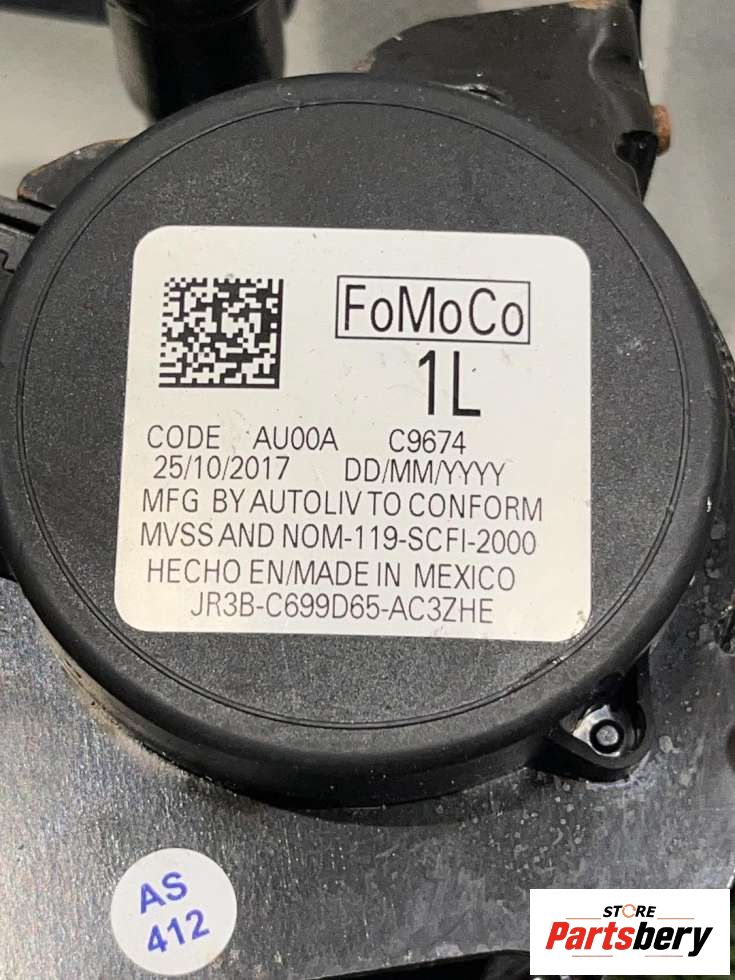 FoMoCo
1L
CODE AU00A C9674
25/10/2017 DD/MM/YYYY
MFG BY AUTOLIV TO CONFORM
MVSS AND NOM-119-SCFI-2000
HECHO EN/MADE IN MEXICO
JR3B-C699D65-AC3ZHE
AS
412
STORE
Partsbery